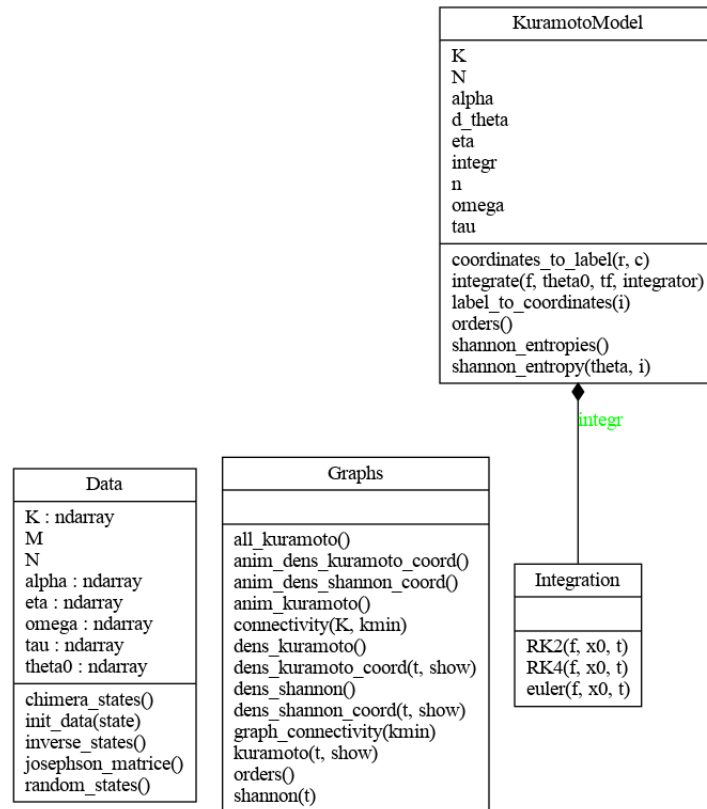 KuramotoModel
K
N
alpha
d_theta
eta
integr
n
omega
tau
coordinates_to_label(r, c)
integrate(f, theta0, tf, integrator)
label_to_coordinates(i)
orders()
shannon_entropies()
shannon_entropy(theta, i)
integr
Data
K : ndarray
M
N
alpha : ndarray
eta : ndarray
omega : ndarray
tau : ndarray
theta0 : ndarray
chimera_states()
init_data(state)
inverse_states()
josephson_matrice()
random_states()
Graphs
all_kuramoto()
anim_dens_kuramoto_coord()
anim_dens_shannon_coord()
anim_kuramoto()
connectivity(K, kmin)
dens_kuramoto()
dens_kuramoto_coord(t, show)
dens_shannon()
dens_shannon_coord(t, show)
graph_connectivity(kmin)
kuramoto(t, show)
orders()
shannon(t)
Integration
RK2(f, x0, t)
RK4(f, x0, t)
euler(f, x0, t)